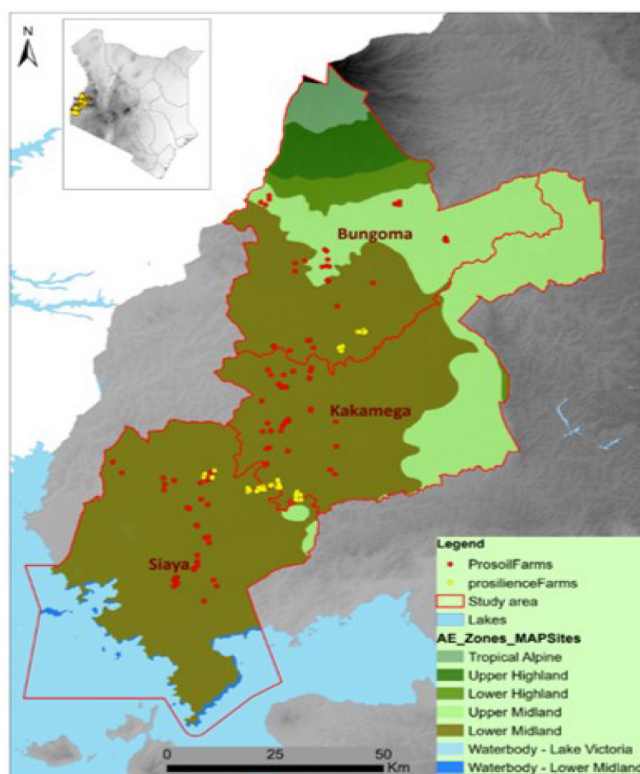 N
Bungoma
Kakamega
Siaya
Legend
ProsoilFarms
prosilienceFarms
Study area
Lakes
AE_Zones_MAPSites
Tropical Alpine
Upper Highland
Lower Highland
Upper Midland
Lower Midland
Waterbody - Lake Victoria
Waterbody - Lower Midland
0 25 50
Km